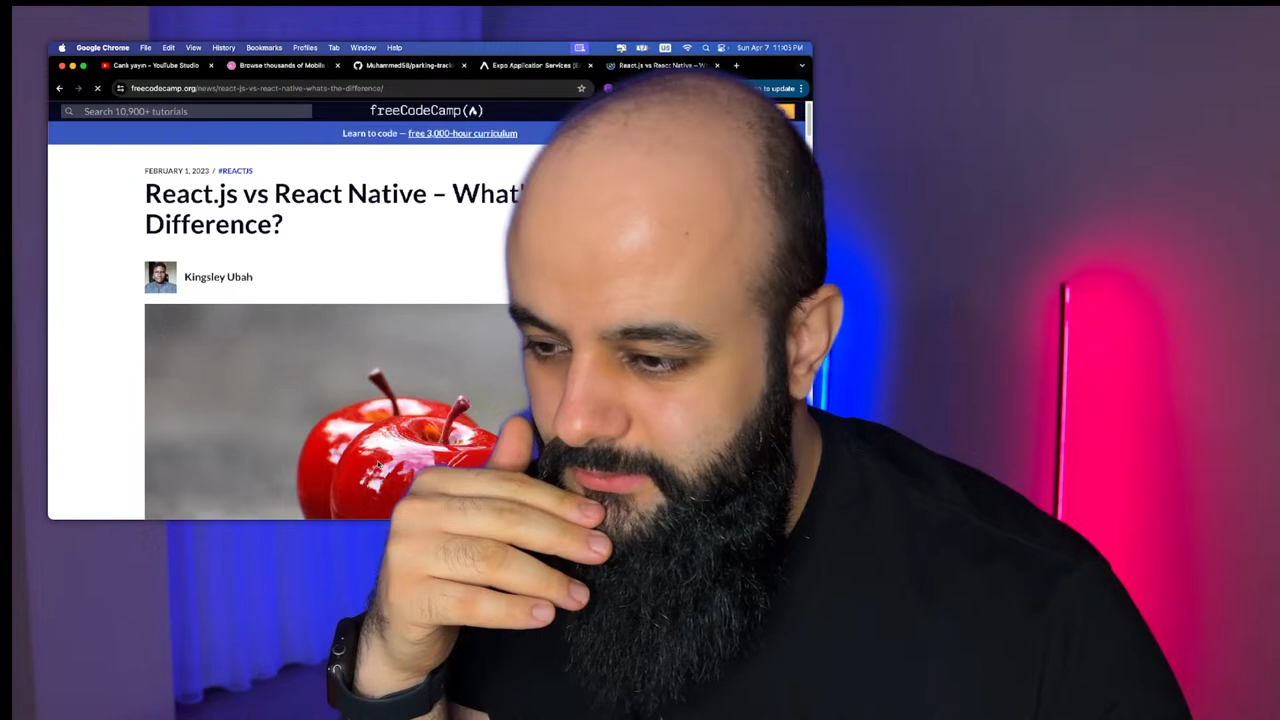 Google Chrome File Edit View History Bookmarks Profiles Tab Window Help US Sun Apr 7 11:05 PM
Canlı yayın – YouTube Studio Browse thousands of Mobile Muhammed58/parking-track Expo Application Services (E React.js vs React Native – W
freecodecamp.org/news/react-js-vs-react-native-whats-the-difference/ to update
Search 10,900+ tutorials freeCodeCamp
Learn to code — free 3,000-hour curriculum
FEBRUARY 1, 2023 / #REACTJS
React.js vs React Native – What'
Difference?
Kingsley Ubah